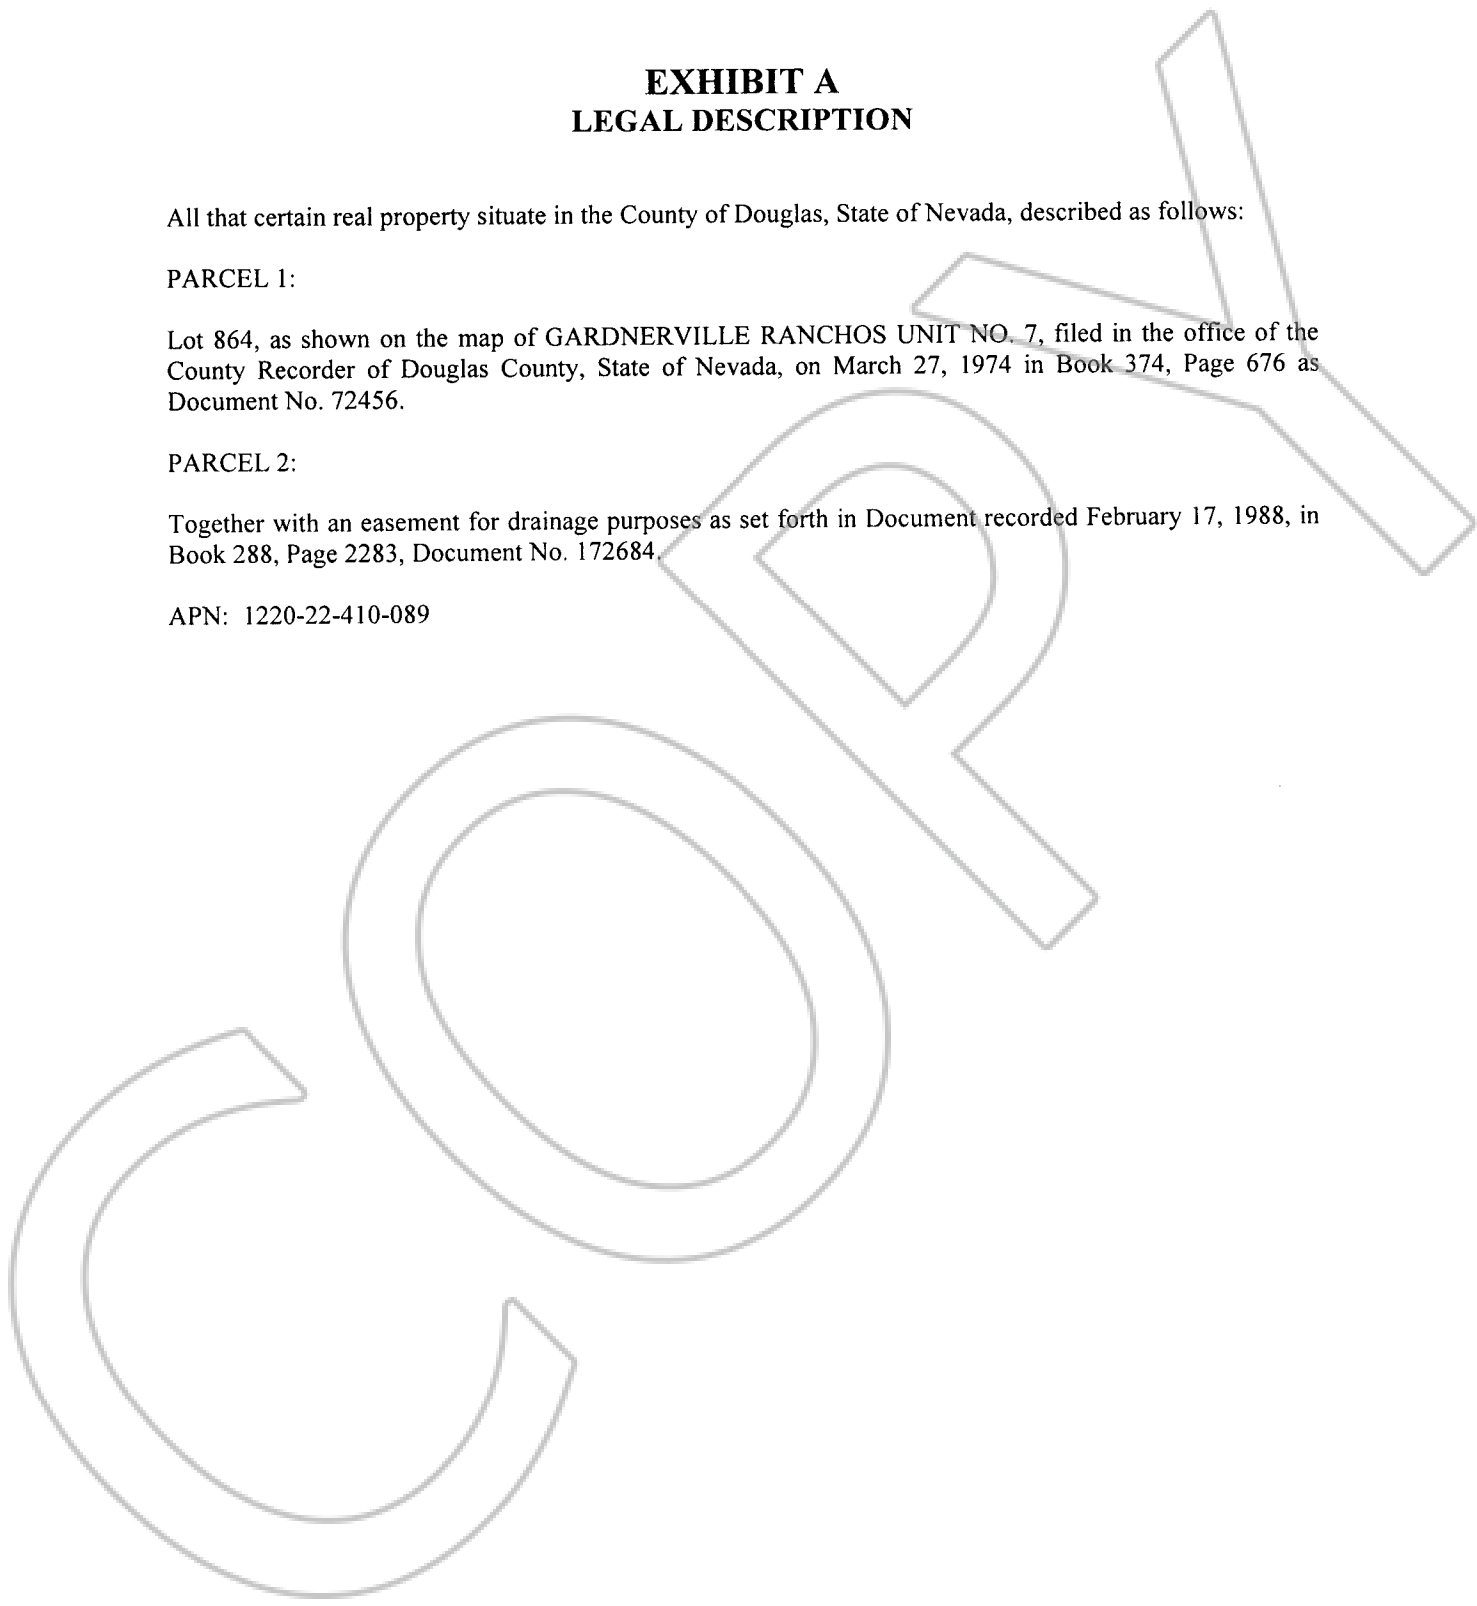 EXHIBIT A
LEGAL DESCRIPTION
All that certain real property situate in the County of Douglas, State of Nevada, described as follows:
PARCEL 1:
Lot 864, as shown on the map of GARDNERVILLE RANCHOS UNIT NO. 7, filed in the office of the
County Recorder of Douglas County, State of Nevada, on March 27, 1974 in Book 374, Page 676 as
Document No. 72456.
PARCEL 2:
Together with an easement for drainage purposes as set forth in Document recorded February 17, 1988, in
Book 288, Page 2283, Document No. 172684.
APN: 1220-22-410-089
COPY